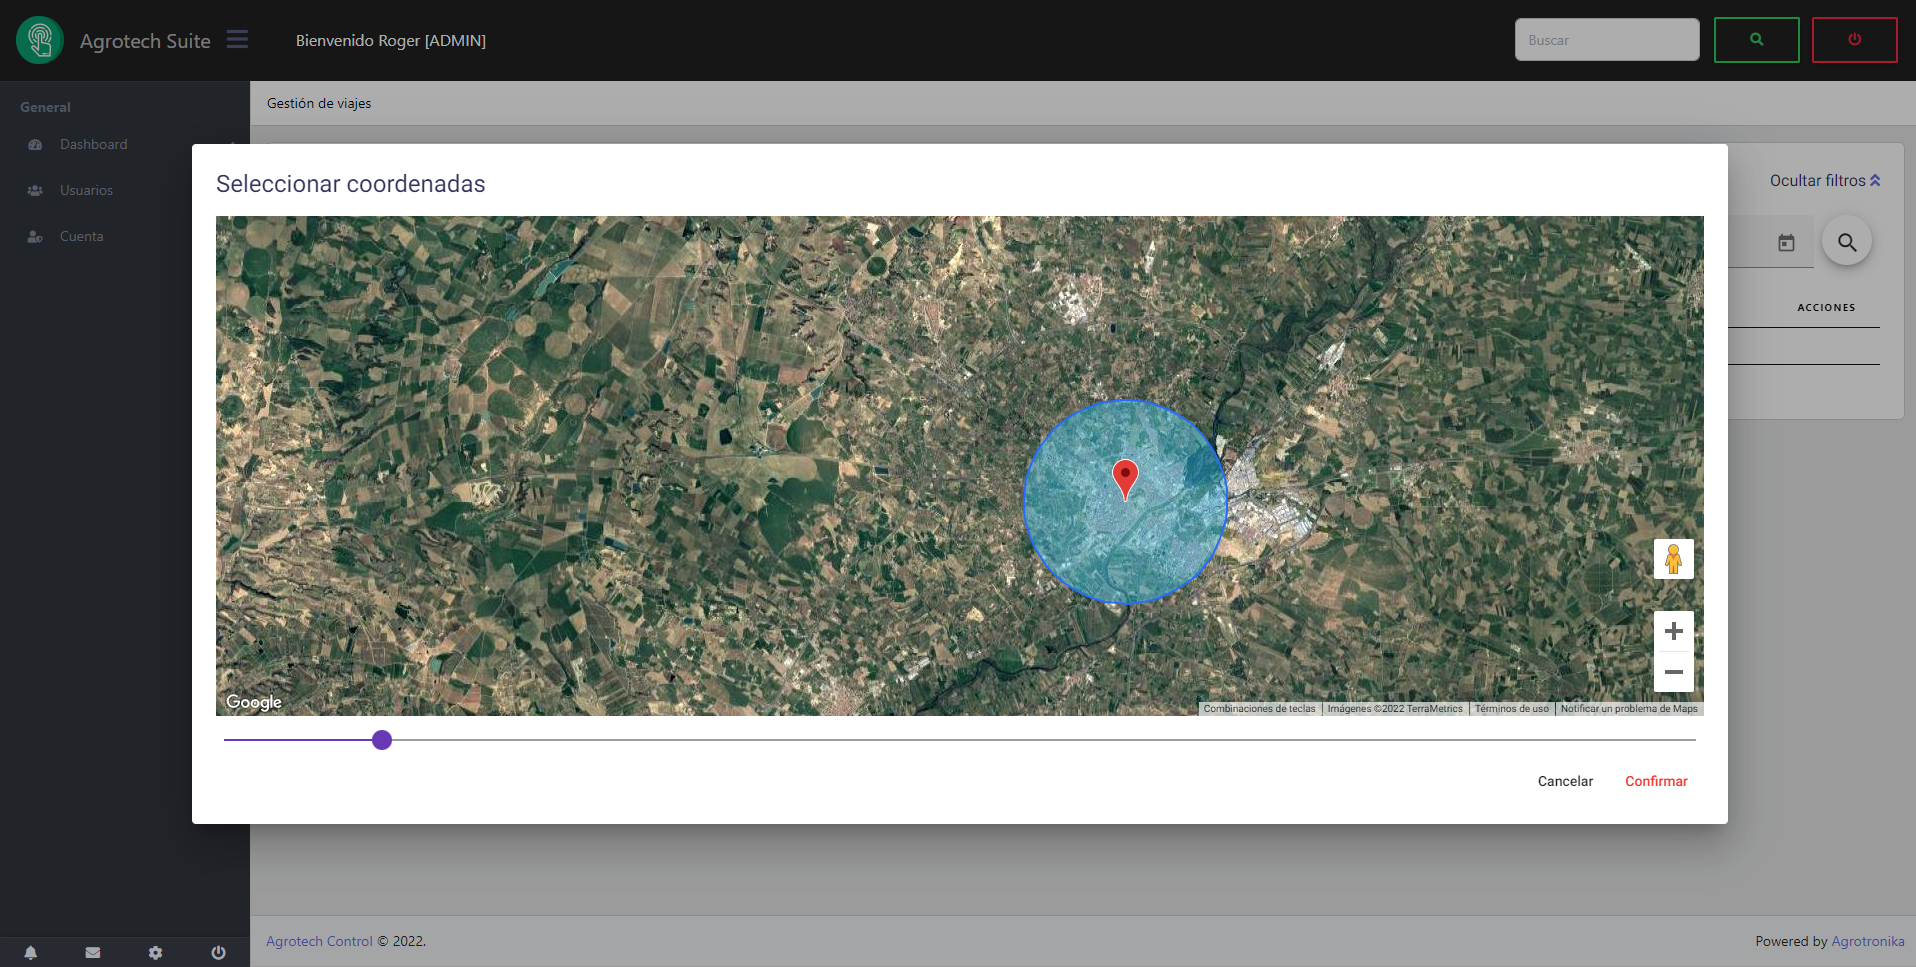 Agrotech Suite
Bienvenido Roger [ADMIN]
Buscar
General
Dashboard
Usuarios
Cuenta
Gestión de viajes
Ocultar filtros
ACCIONES
Seleccionar coordenadas
Google
Combinaciones de teclas
Imágenes ©2022 TerraMetrics
Términos de uso
Notificar un problema de Maps
Cancelar
Confirmar
Agrotech Control © 2022.
Powered by Agrotronika